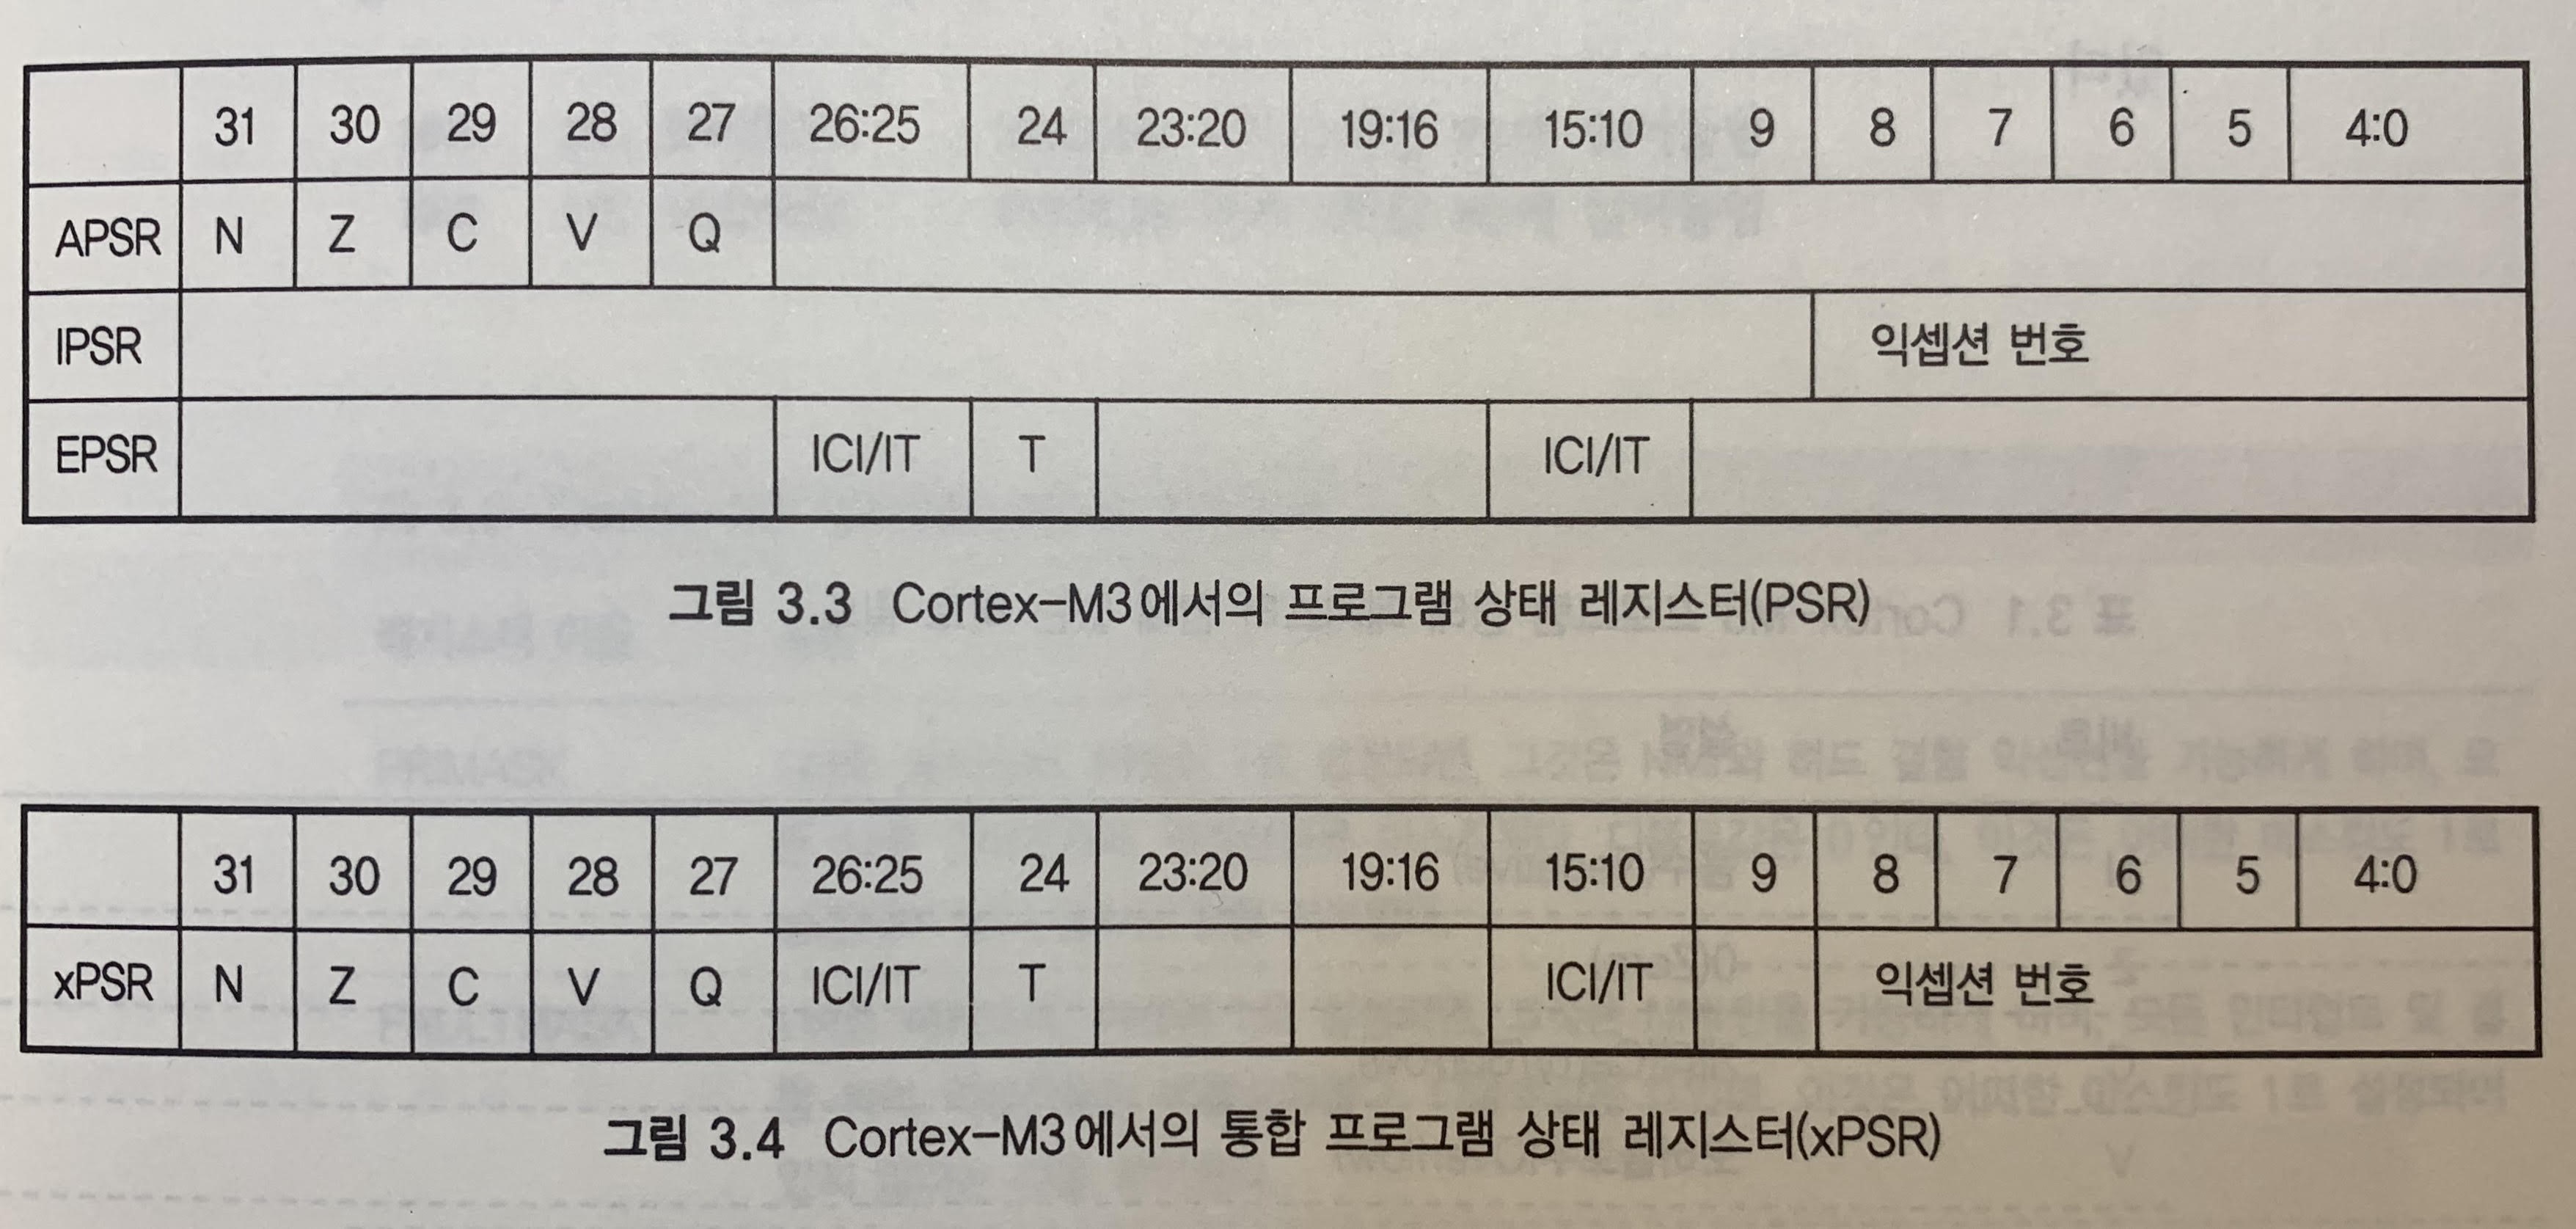 31 30 29 28 27 26:25 24 23:20 19:16 15:10 9 8 7 6 5 4:0
APSR N Z C V Q
IPSR 익셉션 번호
EPSR ICI/IT T ICI/IT
그림 3.3 Cortex-M3에서의 프로그램 상태 레지스터(PSR)
31 30 29 28 27 26:25 24 23:20 19:16 15:10 9 8 7 6 5 4:0
xPSR N Z C V Q ICI/IT T ICI/IT 익셉션 번호
그림 3.4 Cortex-M3에서의 통합 프로그램 상태 레지스터(xPSR)